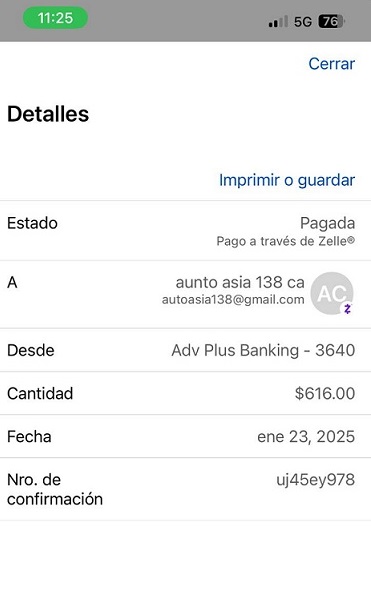 11:25
5G 76
Cerrar
Detalles
Imprimir o guardar
Estado
Pagada
Pago a través de Zelle®
A
aunto asia 138 ca
autoasia138@gmail.com
AC
Desde
Adv Plus Banking - 3640
Cantidad
$616.00
Fecha
ene 23, 2025
Nro. de
confirmación
uj45ey978